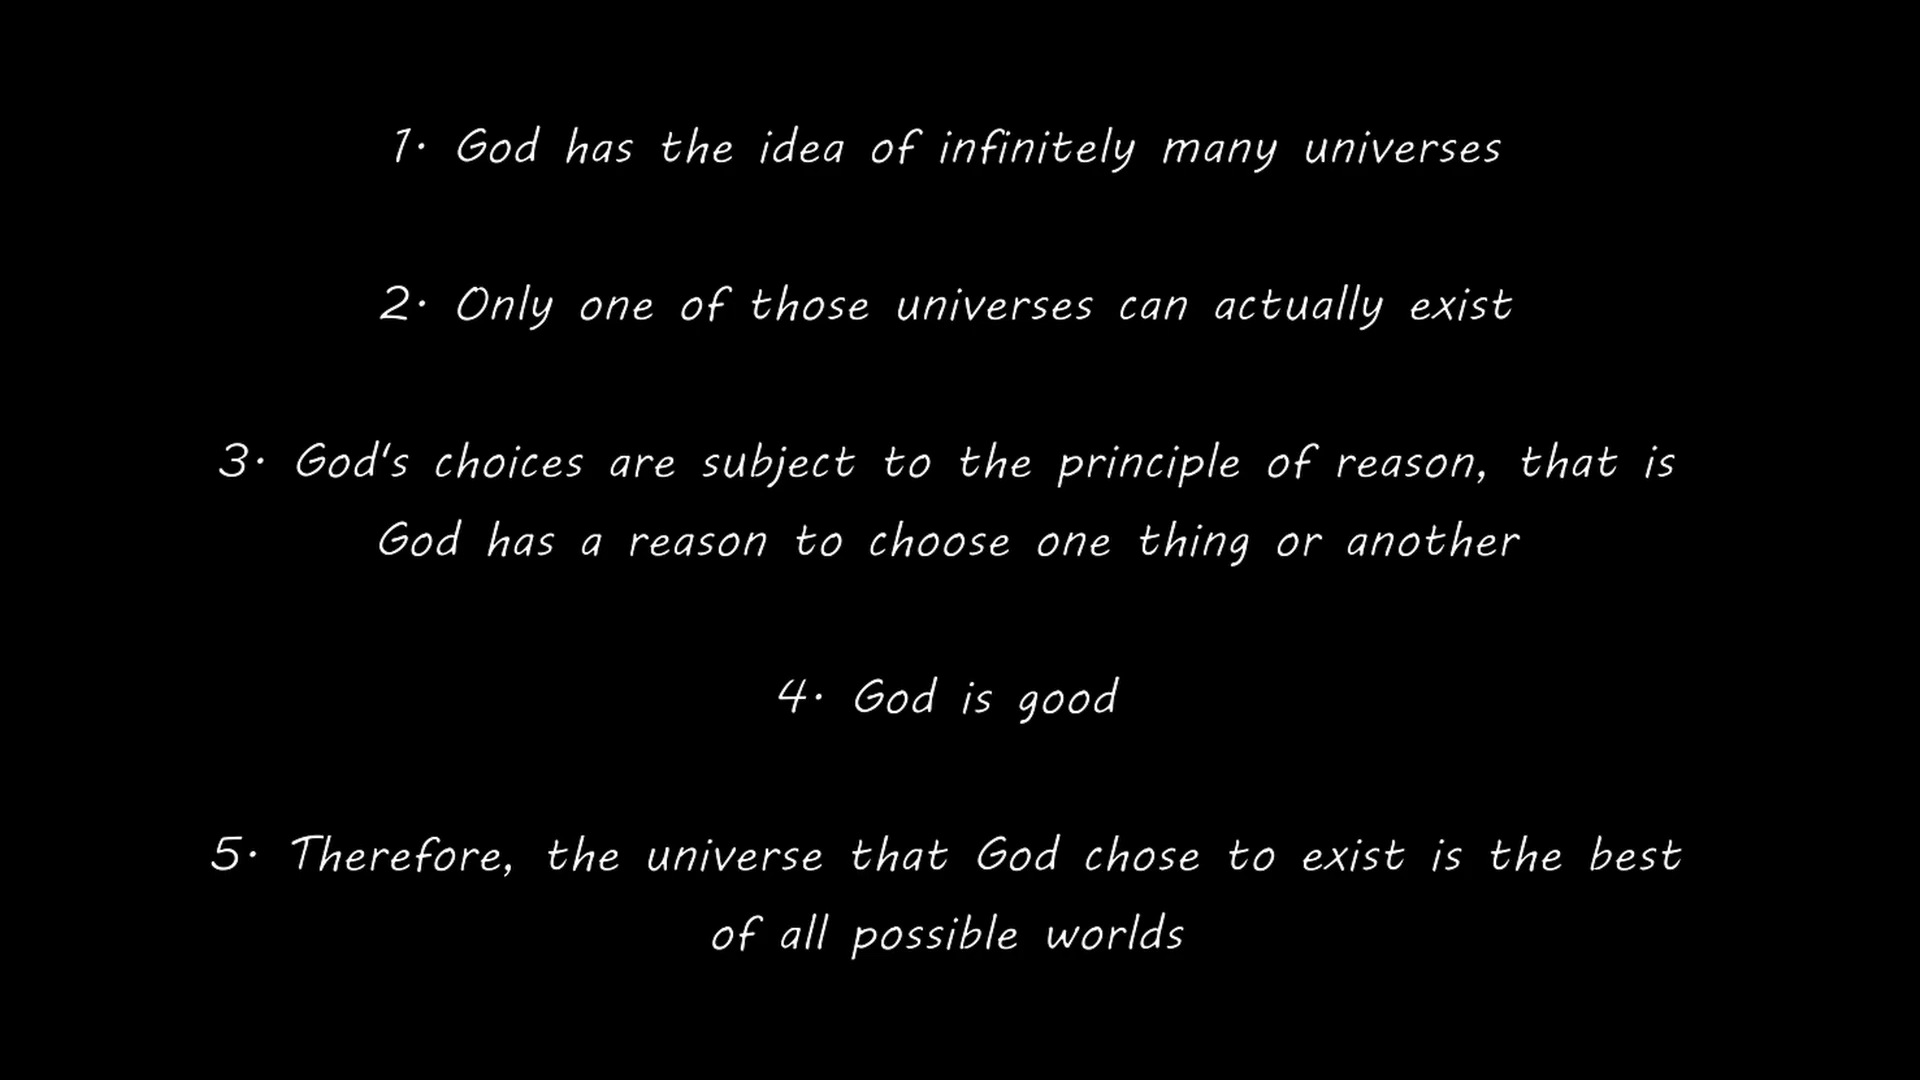 1. God has the idea of infinitely many universes
2. Only one of those universes can actually exist
3. God's choices are subject to the principle of reason, that is
God has a reason to choose one thing or another
4. God is good
5. Therefore, the universe that God chose to exist is the best
of all possible worlds